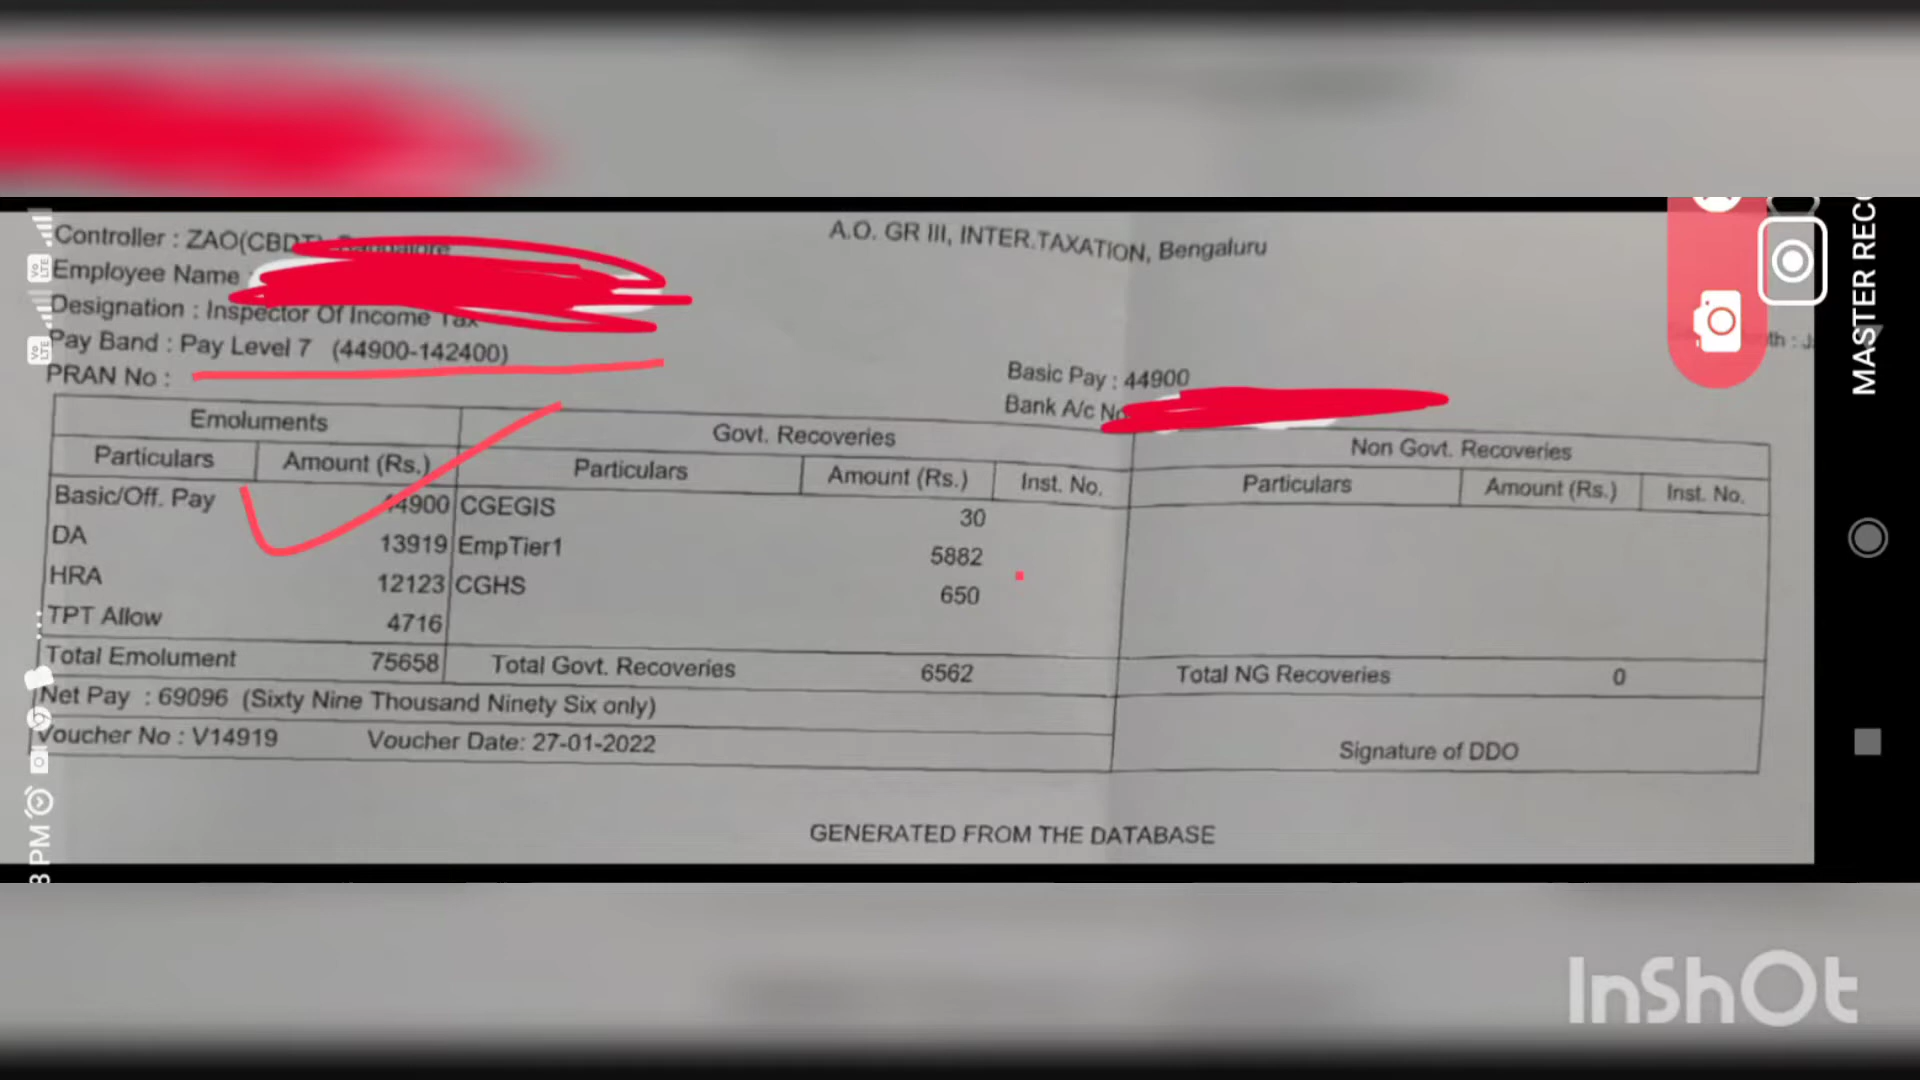 A.O. GR III, INTER.TAXATION, Bengaluru
Controller : ZAO(CBDT), Bangalore
Employee Name :
Designation : Inspector Of Income Tax
Pay Band : Pay Level 7 (44900-142400)
PRAN No :
Basic Pay : 44900
Bank A/c No
Emoluments Govt. Recoveries Non Govt. Recoveries
Particulars Amount (Rs.) Particulars Amount (Rs.) Inst. No. Particulars Amount (Rs.) Inst. No.
Basic/Off. Pay 44900 CGEGIS 30
DA 13919 EmpTier1 5882
HRA 12123 CGHS 650
TPT Allow 4716
Total Emolument 75658 Total Govt. Recoveries 6562 Total NG Recoveries 0
Net Pay : 69096 (Sixty Nine Thousand Ninety Six only)
Voucher No : V14919 Voucher Date: 27-01-2022
Signature of DDO
GENERATED FROM THE DATABASE
MASTER REC
8 PM
InShOt